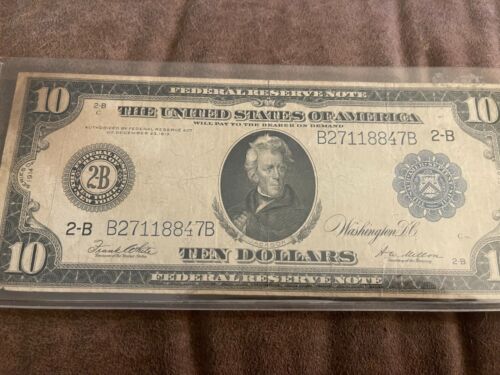 FEDERAL RESERVE NOTE
10 10
2-B
THE UNITED STATES OF AMERICA
AUTHORIZED BY FEDERAL RESERVE ACT
OF DECEMBER 23, 1913
WILL PAY TO THE BEARER ON DEMAND
B27118847B 2-B
2B
2-B B27118847B
JACKSON
Washington, D.C.
Frank White A.W. Mellon
Treasurer of the United States. Secretary of the Treasury.
2-B
10 TEN DOLLARS 10
FEDERAL RESERVE NOTE